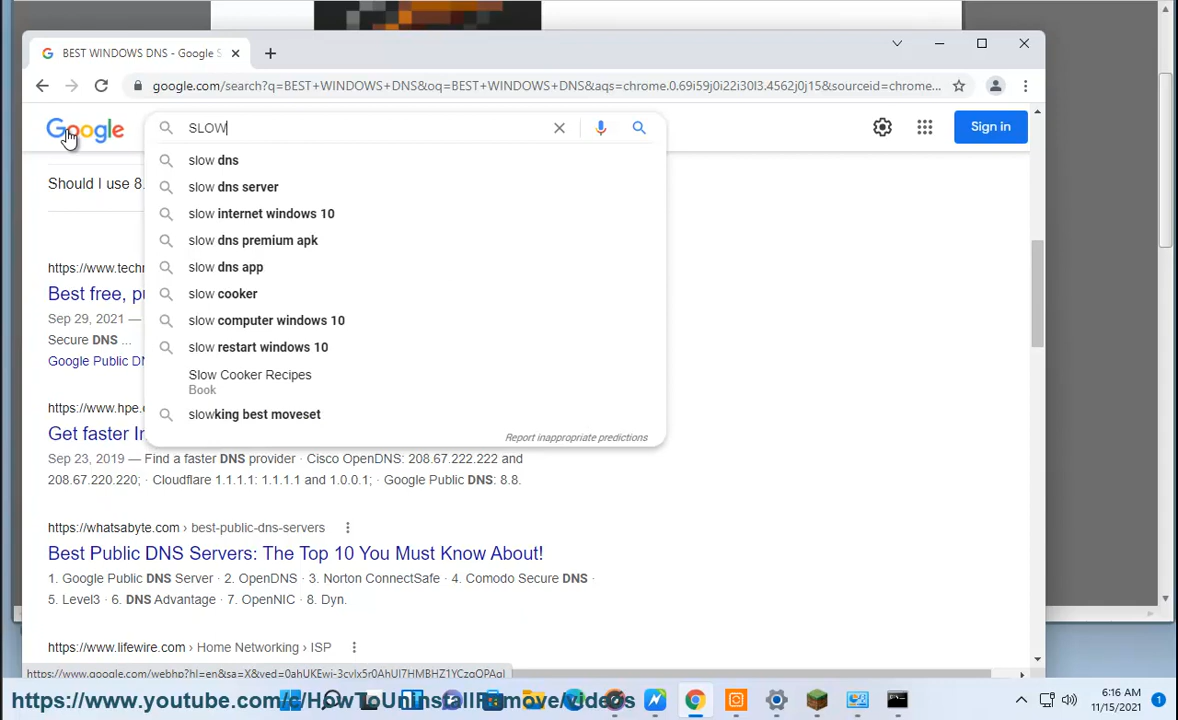 BEST WINDOWS DNS - Google S
google.com/search?q=BEST+WINDOWS+DNS&oq=BEST+WINDOWS+DNS&aqs=chrome.0.69i59j0i22i30l3.4562j0j15&sourceid=chrome...
Google
SLOW
Sign in
slow dns
Should I use 8.
slow dns server
slow internet windows 10
slow dns premium apk
https://www.techr
slow dns app
Best free, pu
slow cooker
Sep 29, 2021 —
slow computer windows 10
Secure DNS ...
slow restart windows 10
Google Public DN
Slow Cooker Recipes
Book
https://www.hpe.c
slowking best moveset
Get faster In
Report inappropriate predictions
Sep 23, 2019 — Find a faster DNS provider · Cisco OpenDNS: 208.67.222.222 and
208.67.220.220; · Cloudflare 1.1.1.1: 1.1.1.1 and 1.0.0.1; · Google Public DNS: 8.8.
https://whatsabyte.com › best-public-dns-servers
Best Public DNS Servers: The Top 10 You Must Know About!
1. Google Public DNS Server · 2. OpenDNS · 3. Norton ConnectSafe · 4. Comodo Secure DNS ·
5. Level3 · 6. DNS Advantage · 7. OpenNIC · 8. Dyn.
https://www.lifewire.com › Home Networking › ISP
https://www.youtube.com/c/HowToUninstallRemove/videos
6:16 AM
11/15/2021
1